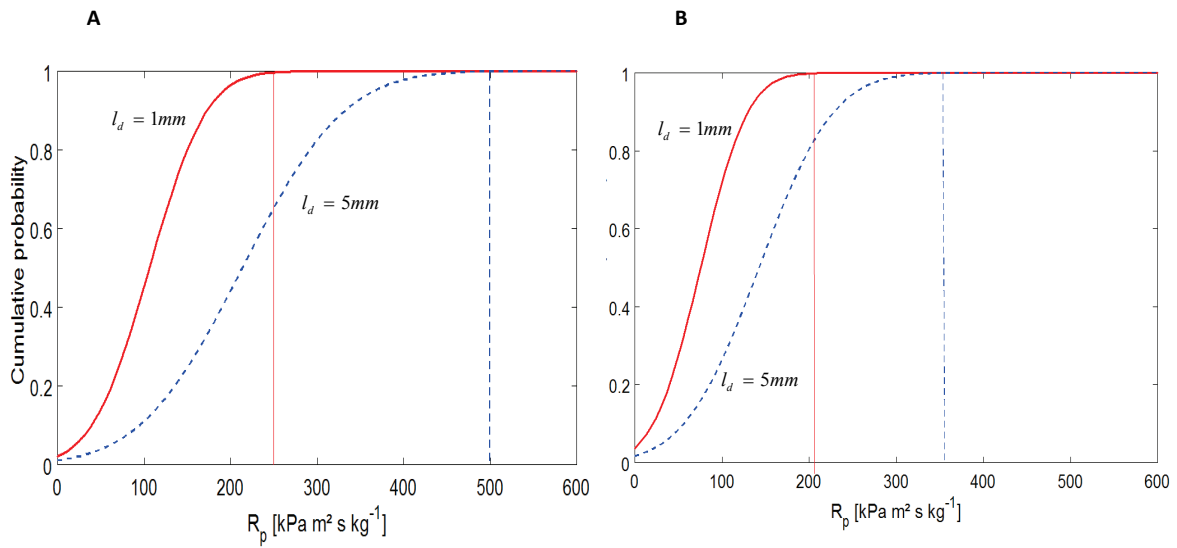 A
B
1
0.8
0.6
0.4
0.2
0
Cumulative probability
l_d = 1mm
l_d = 5mm
0 100 200 300 400 500 600
R_p [kPa m² s kg⁻¹]
1
0.8
0.6
0.4
0.2
0
l_d = 1mm
l_d = 5mm
0 100 200 300 400 500 600
R_p [kPa m² s kg⁻¹]